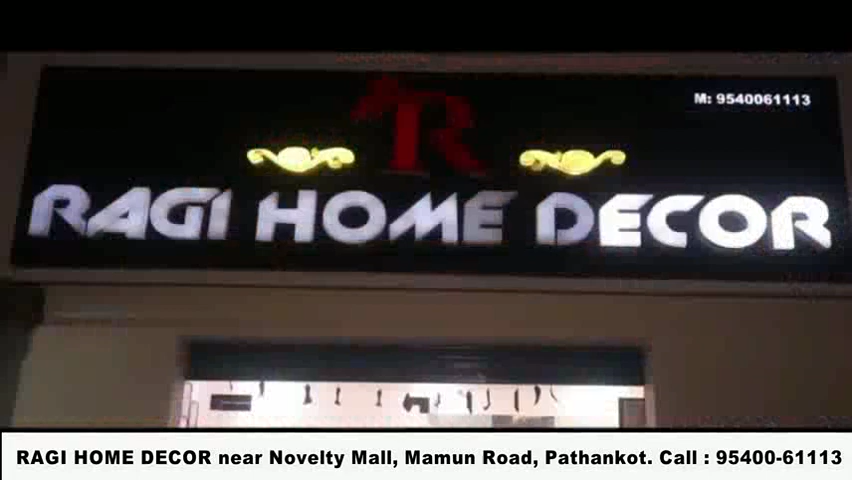 R
M: 9540061113
RAGI HOME DECOR
RAGI HOME DECOR near Novelty Mall, Mamun Road, Pathankot. Call : 95400-61113